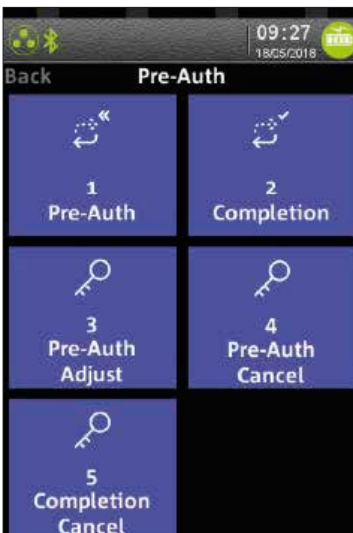 09:27
18/05/2018
Back Pre-Auth
1
Pre-Auth
2
Completion
3
Pre-Auth
Adjust
4
Pre-Auth
Cancel
5
Completion
Cancel